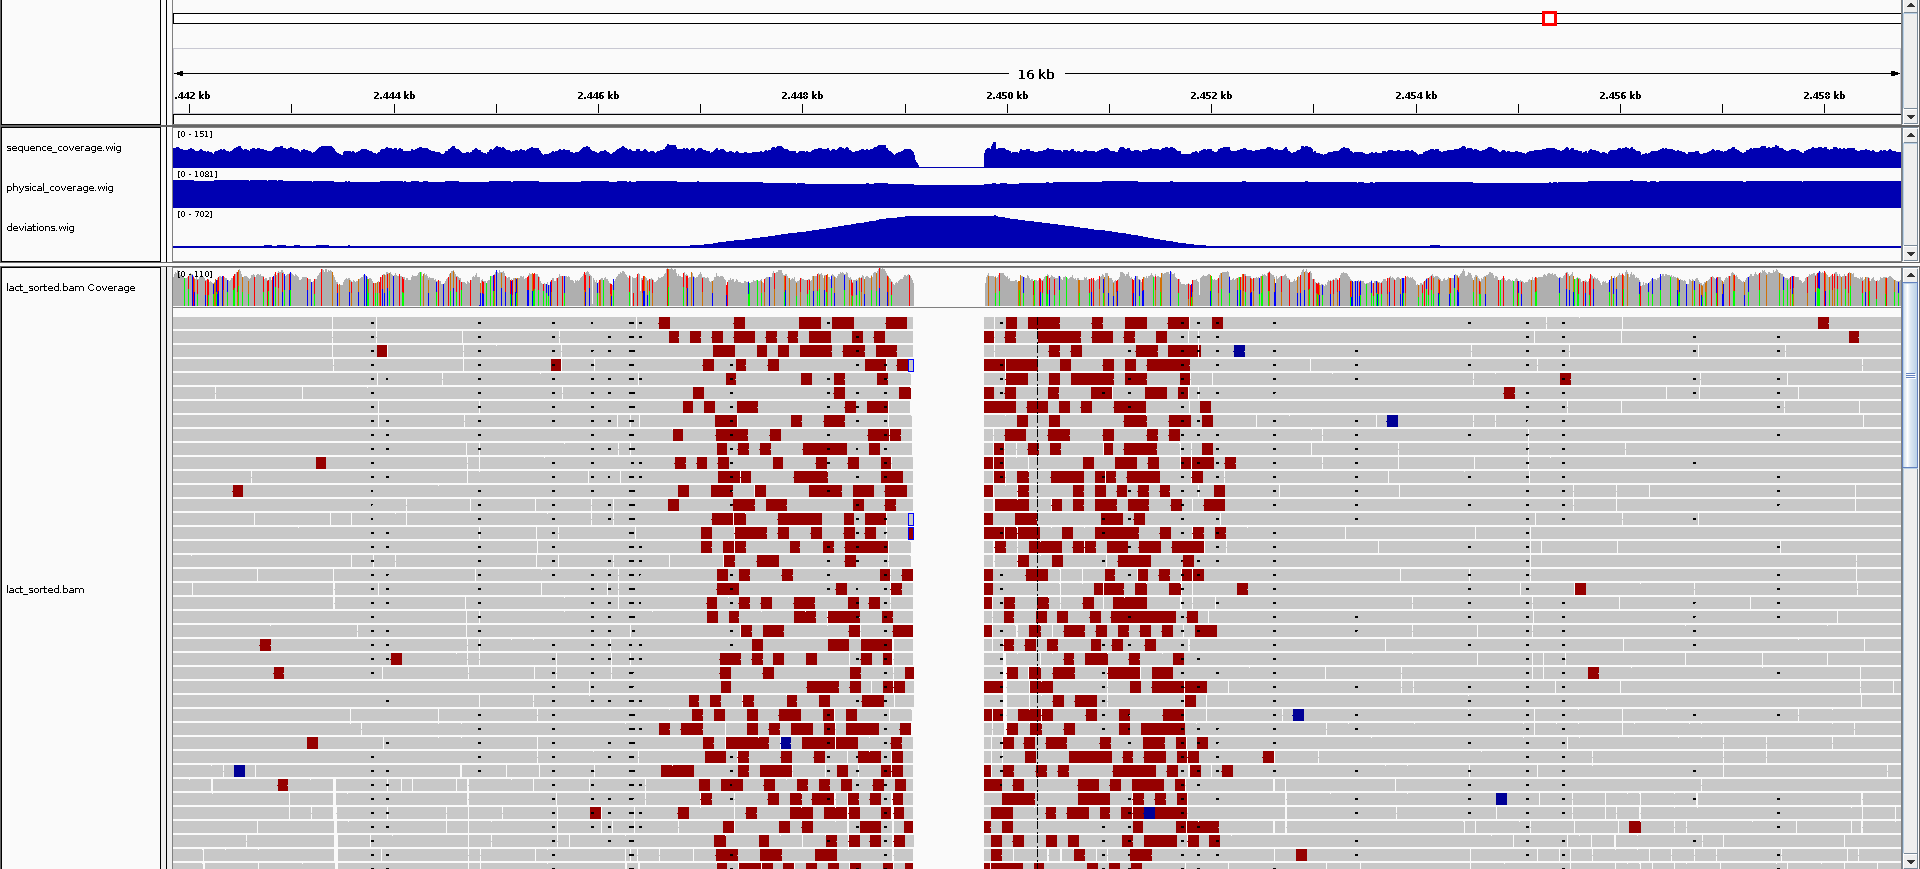 16 kb
2.442 kb 2.444 kb 2.446 kb 2.448 kb 2.450 kb 2.452 kb 2.454 kb 2.456 kb 2.458 kb
[0 - 151]
sequence_coverage.wig
[0 - 1081]
physical_coverage.wig
[0 - 702]
deviations.wig
[0 - 110]
lact_sorted.bam Coverage
lact_sorted.bam